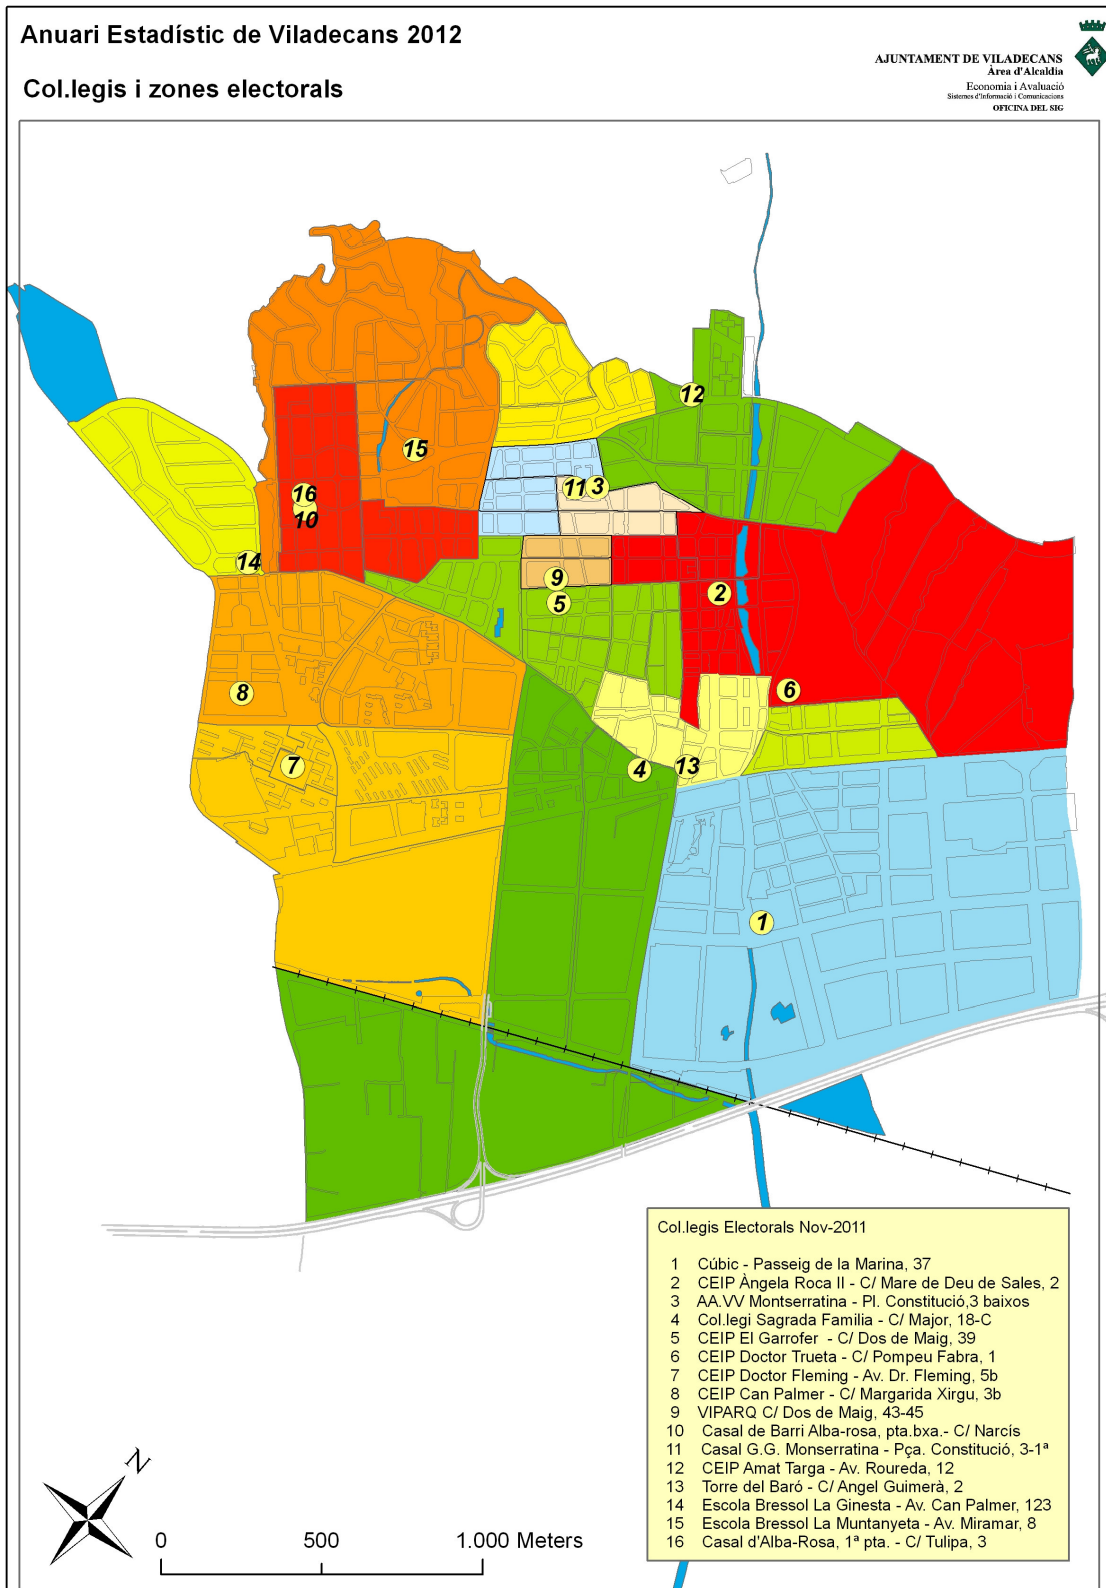 Anuari Estadístic de Viladecans 2012
Col.legis i zones electorals
AJUNTAMENT DE VILADECANS
Àrea d'Alcaldia
Economia i Avaluació
Sistemes d'Informació i Comunicacions
OFICINA DEL SIG
12
15
11 3
16
10
14
9
5
2
8
6
7
4
13
1
Col.legis Electorals Nov-2011
1 Cúbic - Passeig de la Marina, 37
2 CEIP Àngela Roca II - C/ Mare de Deu de Sales, 2
3 AA.VV Montserratina - Pl. Constitució,3 baixos
4 Col.legi Sagrada Familia - C/ Major, 18-C
5 CEIP El Garrofer - C/ Dos de Maig, 39
6 CEIP Doctor Trueta - C/ Pompeu Fabra, 1
7 CEIP Doctor Fleming - Av. Dr. Fleming, 5b
8 CEIP Can Palmer - C/ Margarida Xirgu, 3b
9 VIPARQ C/ Dos de Maig, 43-45
10 Casal de Barri Alba-rosa, pta.bxa.- C/ Narcís
11 Casal G.G. Monserratina - Pça. Constitució, 3-1ª
12 CEIP Amat Targa - Av. Roureda, 12
13 Torre del Baró - C/ Angel Guimerà, 2
14 Escola Bressol La Ginesta - Av. Can Palmer, 123
15 Escola Bressol La Muntanyeta - Av. Miramar, 8
16 Casal d'Alba-Rosa, 1ª pta. - C/ Tulipa, 3
N
0 500 1.000 Meters